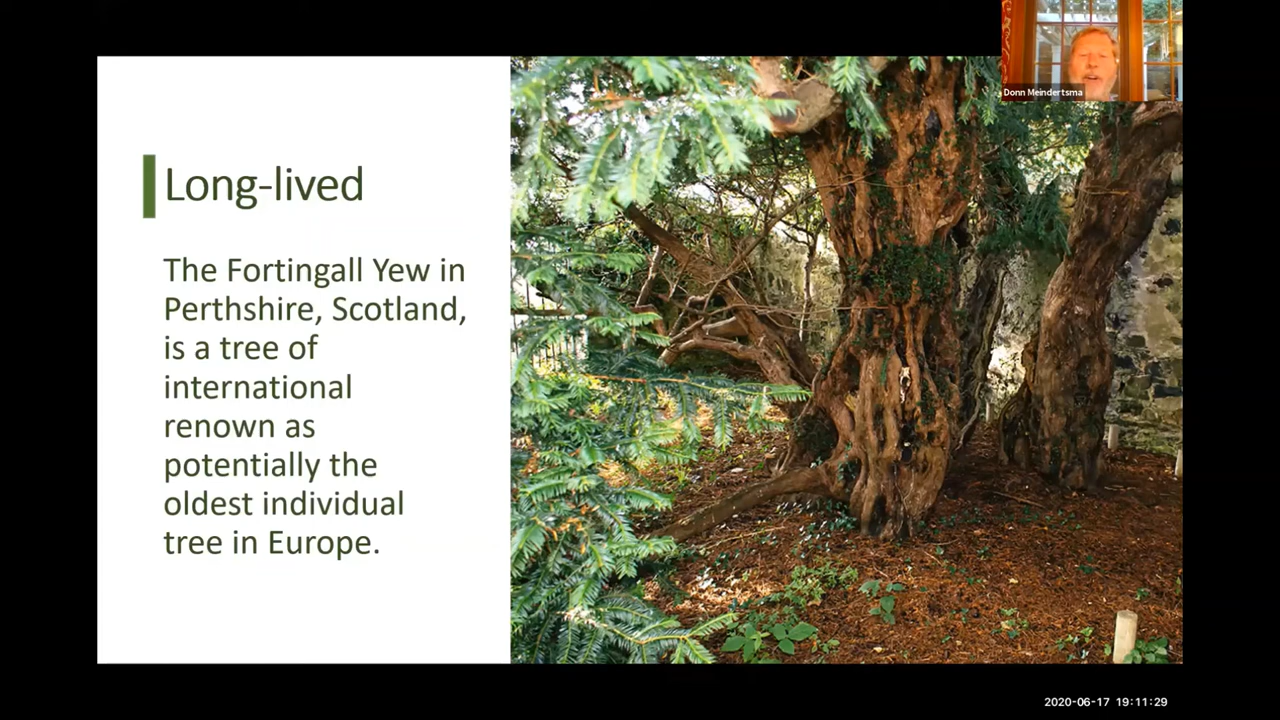 Donn Meindertsma
Long-lived
The Fortingall Yew in
Perthshire, Scotland,
is a tree of
international
renown as
potentially the
oldest individual
tree in Europe.
2020-06-17 19:11:29